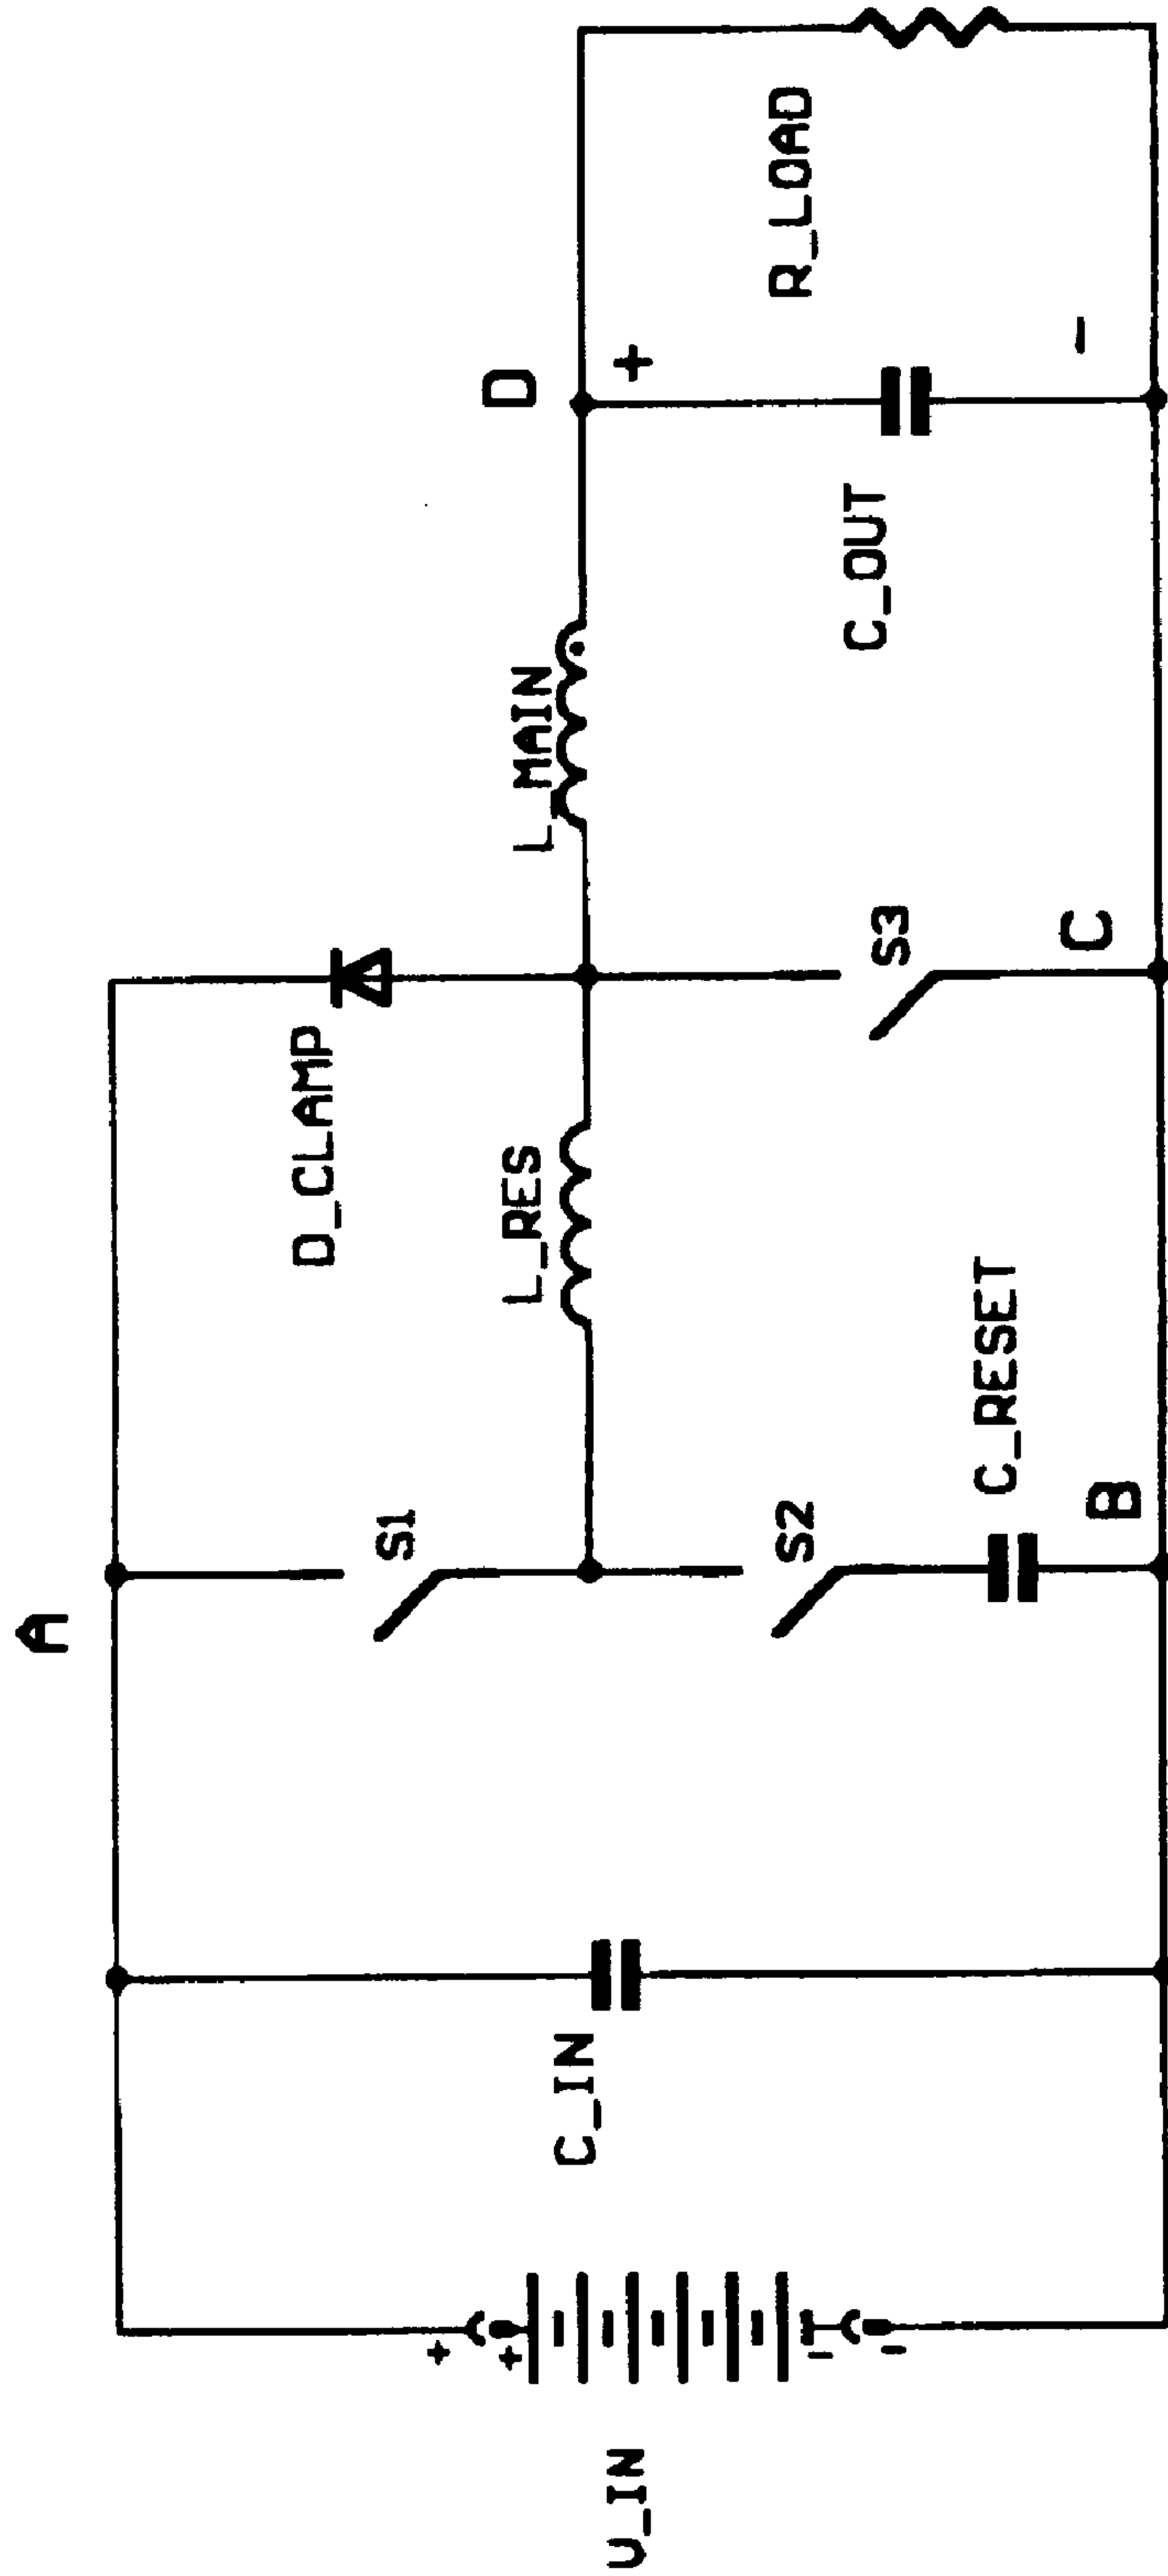 A
D_CLAMP
S1
L_RES
L_MAIN
D
+
S2
S3
C_IN
C_RESET
C_OUT
R_LOAD
+
+
-
-
-
B
C
U_IN